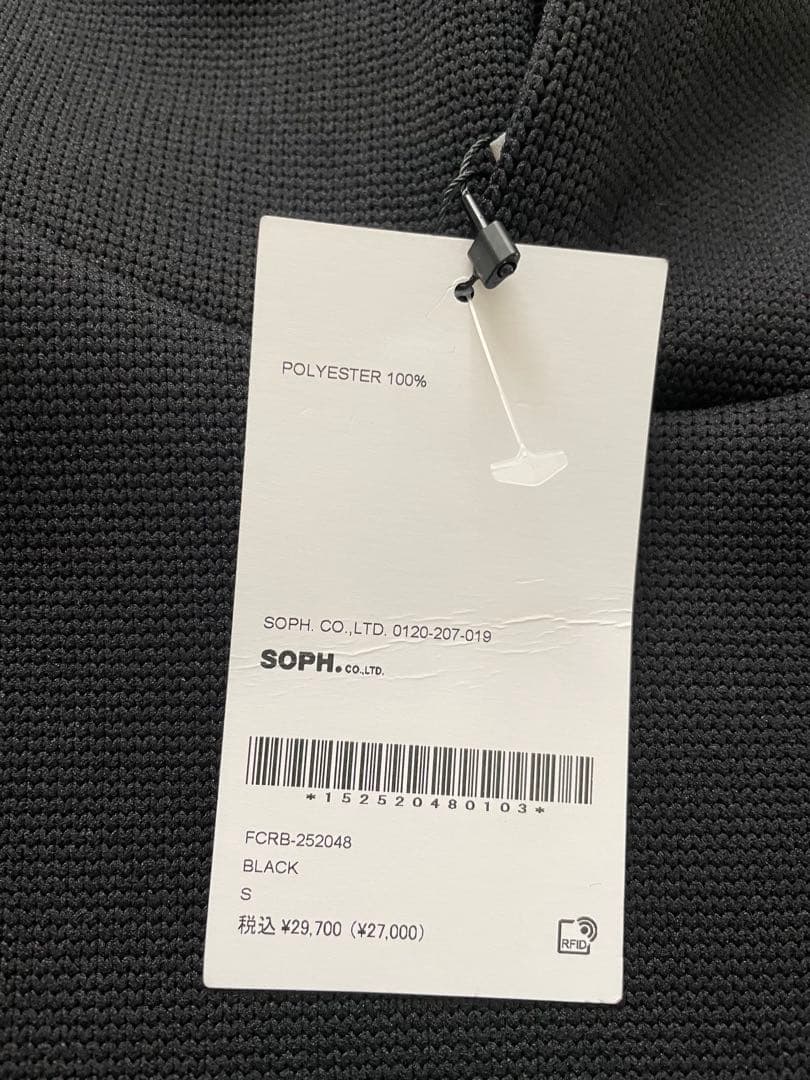 POLYESTER 100%
SOPH. CO.,LTD. 0120-207-019
SOPH. CO.,LTD.
*152520480103*
FCRB-252048
BLACK
S
税込 ¥29,700 (¥27,000)
RFID